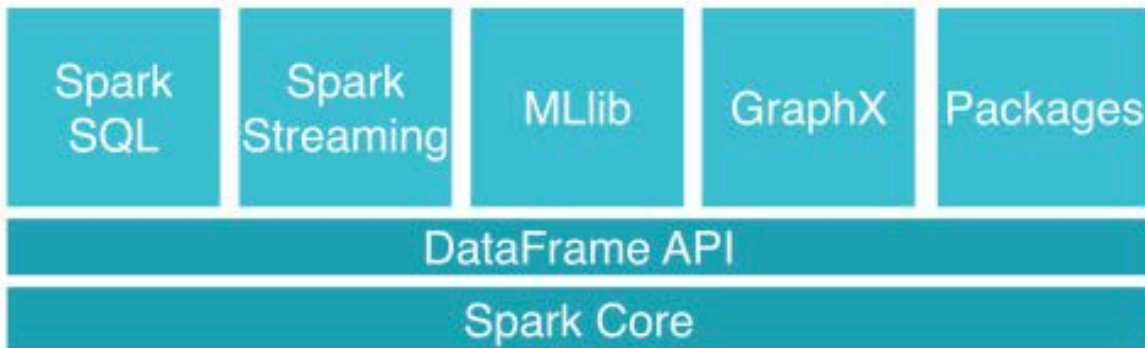 Spark
SQL
Spark
Streaming
MLlib
GraphX
Packages
DataFrame API
Spark Core